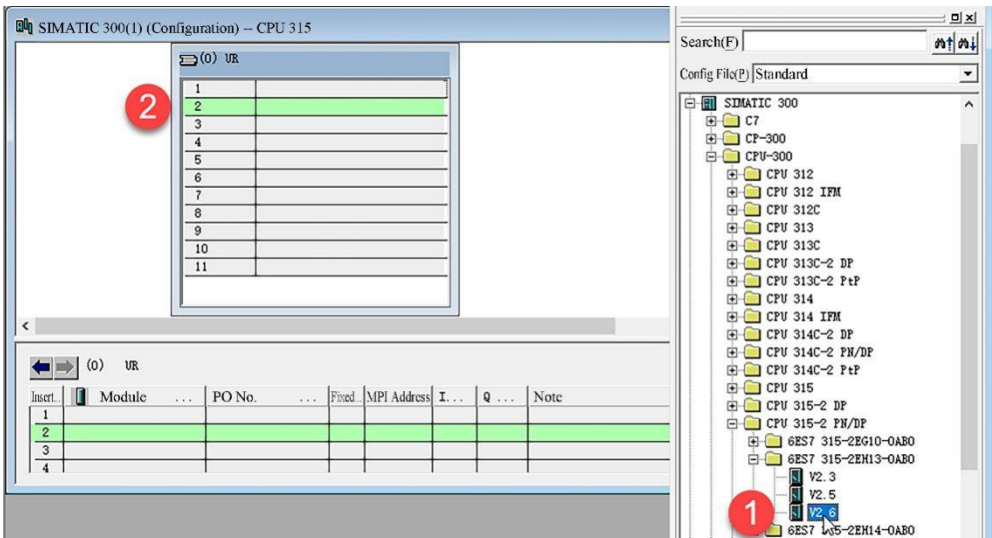 SIMATIC 300(1) (Configuration) -- CPU 315
(0) UR
1
2
3
4
5
6
7
8
9
10
11
2
(0) UR
Insert.. Module ... PO No. ... Fixed.. MPI Address I... Q ... Note
1
2
3
4
Search(F)
Config File(P) Standard
SIMATIC 300
C7
CP-300
CPU-300
CPU 312
CPU 312 IFM
CPU 312C
CPU 313
CPU 313C
CPU 313C-2 DP
CPU 313C-2 PtP
CPU 314
CPU 314 IFM
CPU 314C-2 DP
CPU 314C-2 PN/DP
CPU 314C-2 PtP
CPU 315
CPU 315-2 DP
CPU 315-2 PN/DP
6ES7 315-2EG10-0AB0
6ES7 315-2EH13-0AB0
V2.3
V2.5
V2.6
1
6ES7 315-2EH14-0AB0